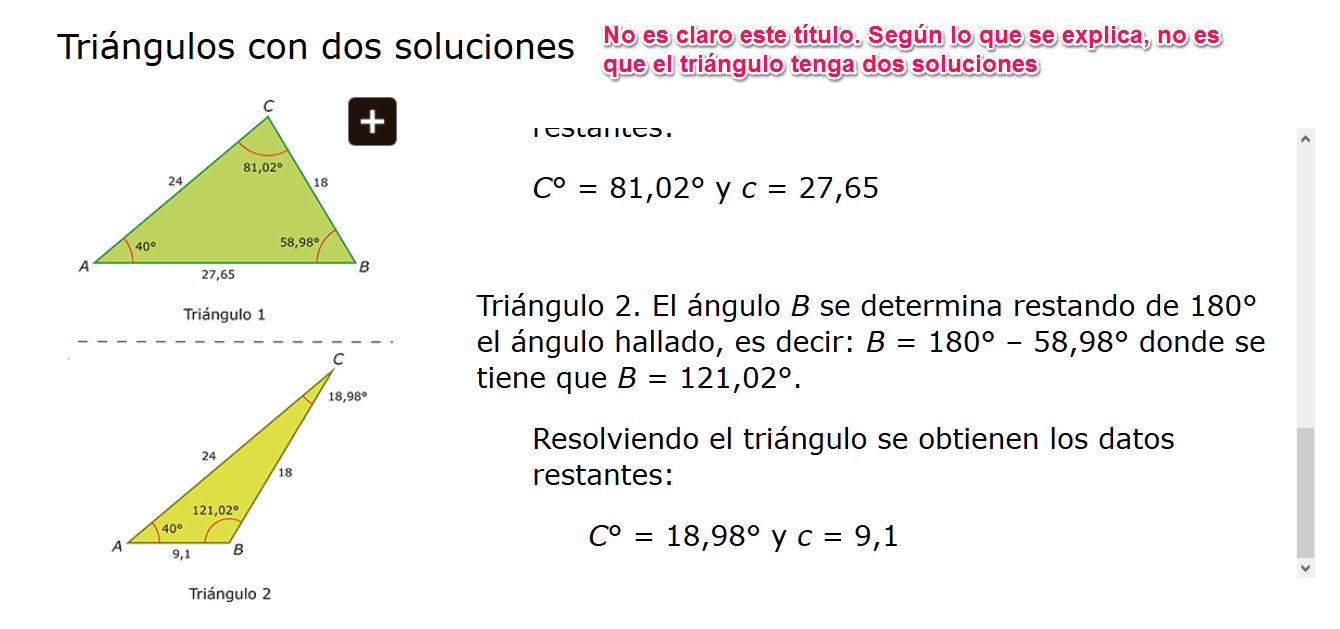 Triángulos con dos soluciones
No es claro este título. Según lo que se explica, no es
que el triángulo tenga dos soluciones
C
81,02°
24
18
40°
58,98°
A
B
27,65
Triángulo 1
C
18,98°
24
18
121,02°
40°
A
B
9,1
Triángulo 2
restantes.
C° = 81,02° y c = 27,65
Triángulo 2. El ángulo B se determina restando de 180°
el ángulo hallado, es decir: B = 180° – 58,98° donde se
tiene que B = 121,02°.
Resolviendo el triángulo se obtienen los datos
restantes:
C° = 18,98° y c = 9,1